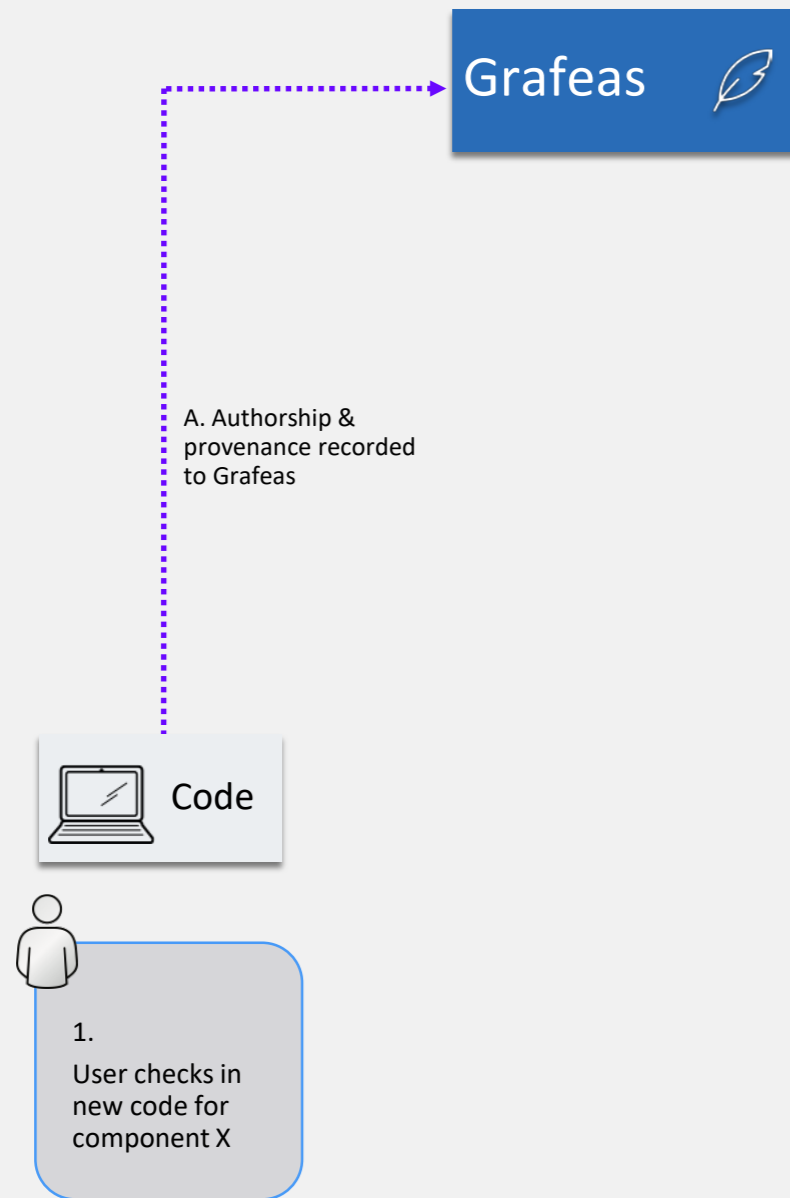 Grafeas
A. Authorship &
provenance recorded
to Grafeas
Code
1.
User checks in
new code for
component X